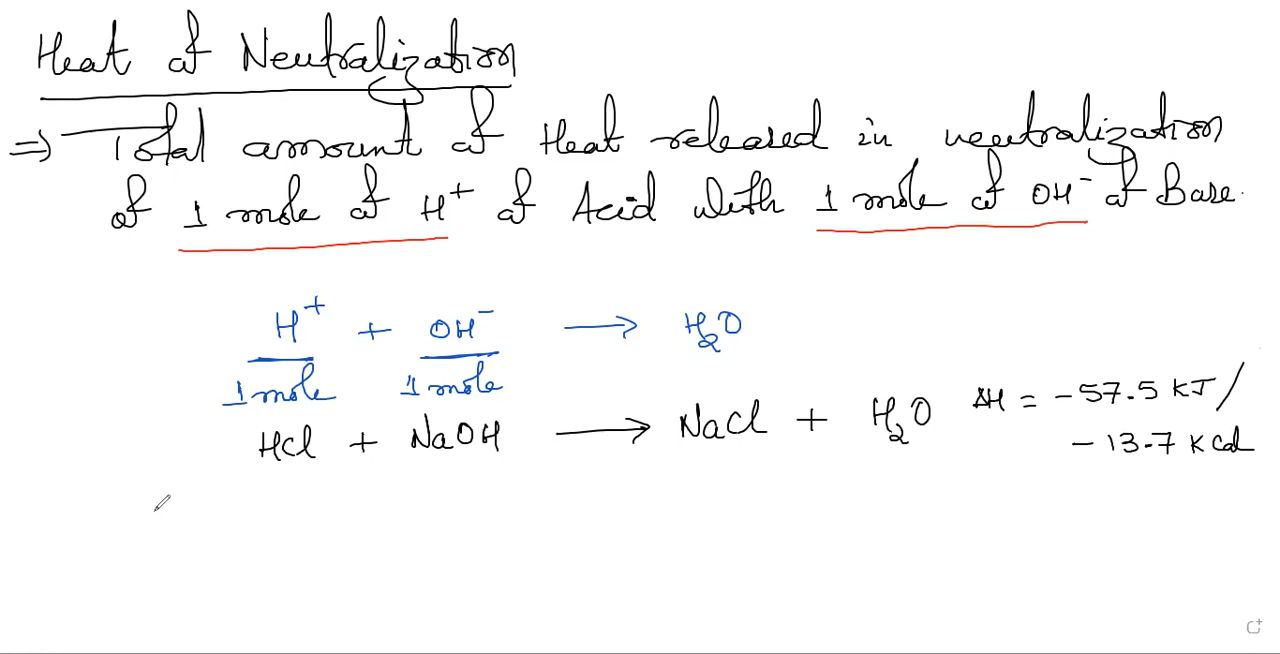 Heat of Neutralization
⇒ Total amount of Heat released in neutralization
of 1 mole of H⁺ of Acid with 1 mole of OH⁻ of Base.
H⁺ + OH⁻ ⟶ H₂O
1 mole 1 mole
HCl + NaOH ⟶ NaCl + H₂O ΔH = -57.5 KJ/
-13.7 KCal